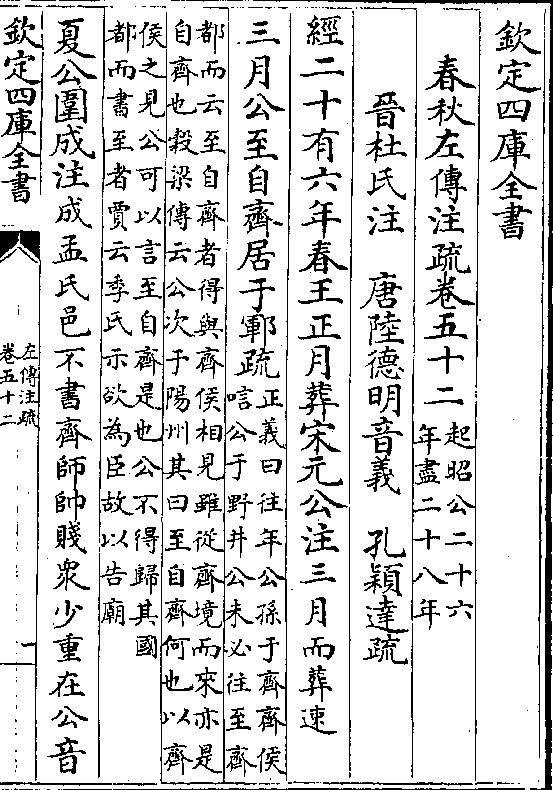 欽定四庫全書
春秋左傳注疏卷五十二
起昭公二十六
年盡二十八年
晉杜氏注　唐陸德明音義　孔穎達疏
經二十有六年春王正月葬宋元公注三月而葬速
三月公至自齊居于鄆疏
正義曰往年公孫于齊齊侯
唁公于野井公未必往至齊
都而云至自齊者得與齊侯相見雖從齊境而來亦是
自齊也穀梁傳云公次于陽州其曰至自齊何也以齊
侯之見公可以言至自齊是也公不得歸其國
都而書至者賈云季氏示欲為臣故以告廟
夏公圍成注成孟氏邑不書齊師帥賤衆少重在公音
欽定四庫全書
左傳注疏
卷五十二
一